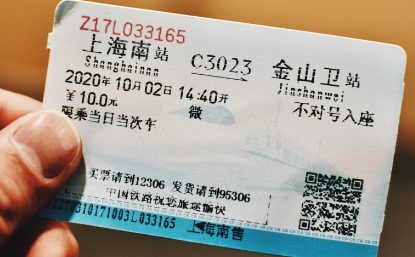 Z17L033165
上海南站 C3023 金山卫站
Shanghainan Jinshanwei
2020年10月02日 14:40开 不对号入座
¥10.0元 微
限乘当日当次车
买票请到12306 发货请到95306
中国铁路祝您旅途愉快
上海南售